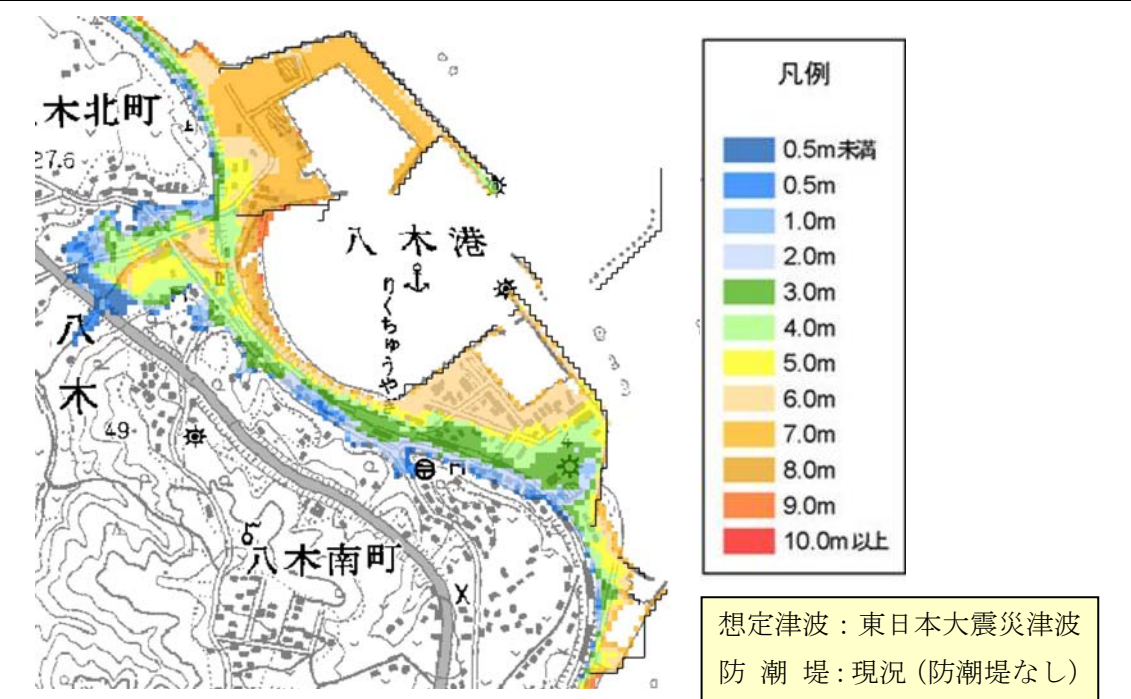 木北町
27.6
八木港
りくちゅうや
八
木
49
八木南町
凡例
0.5m未満
0.5m
1.0m
2.0m
3.0m
4.0m
5.0m
6.0m
7.0m
8.0m
9.0m
10.0m以上
想定津波：東日本大震災津波
防潮堤：現況（防潮堤なし）